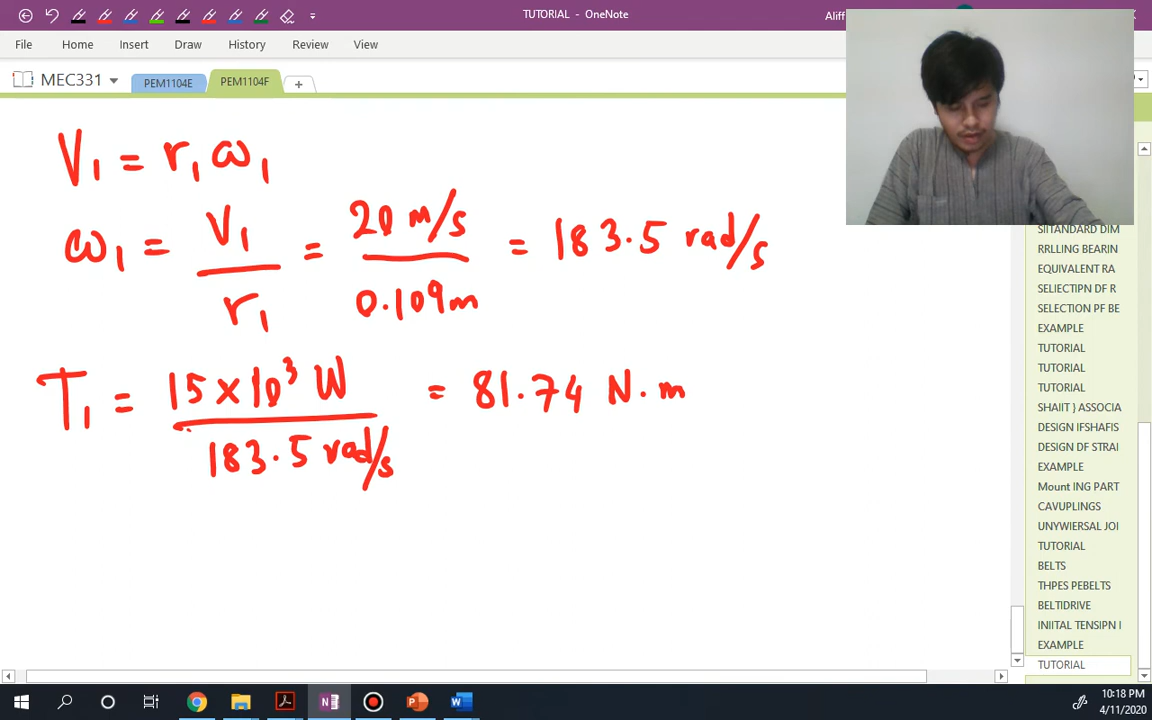 TUTORIAL - OneNote
Aliff
File Home Insert Draw History Review View
MEC331
PEM1104E
PEM1104F
V₁ = r₁ω₁
ω₁ = V₁/r₁ = 20 m/s / 0.109m = 183.5 rad/s
T₁ = 15×10³ W / 183.5 rad/s = 81.74 N.m
SIITANDARD DIM
RRLLING BEARIN
EQUIVALENT RA
SELIECTIPN DF R
SELECTION PF BE
EXAMPLE
TUTORIAL
TUTORIAL
TUTORIAL
SHAIIT } ASSOCIA
DESIGN IFSHAFIS
DESIGN DF STRAI
EXAMPLE
Mount ING PART
CAVUPLINGS
UNYWIERSAL JOI
TUTORIAL
BELTS
THPES PEBELTS
BELTIDRIVE
INIITAL TENSIPN I
EXAMPLE
TUTORIAL
10:18 PM
4/11/2020